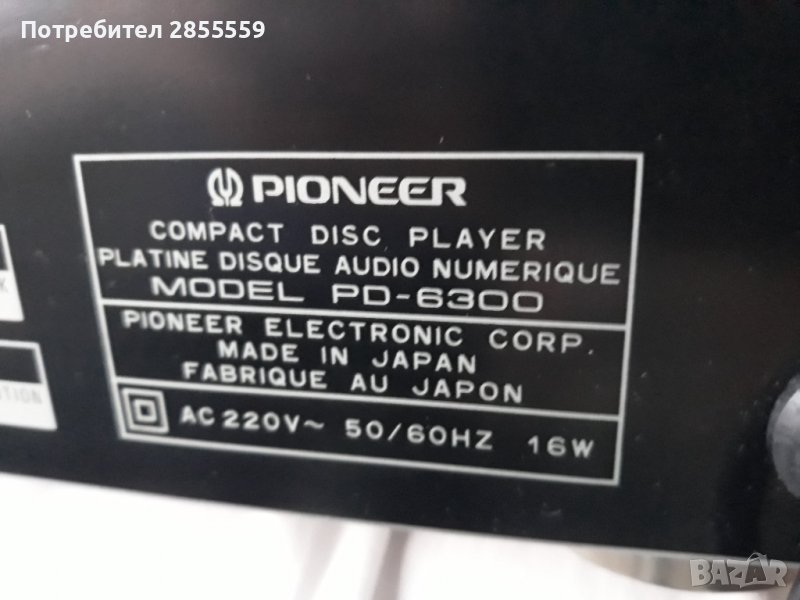 Потребител 2855559
PIONEER
COMPACT DISC PLAYER
PLATINE DISQUE AUDIO NUMERIQUE
MODEL PD-6300
PIONEER ELECTRONIC CORP.
MADE IN JAPAN
FABRIQUE AU JAPON
AC 220V~ 50/60HZ 16W
BAZAR